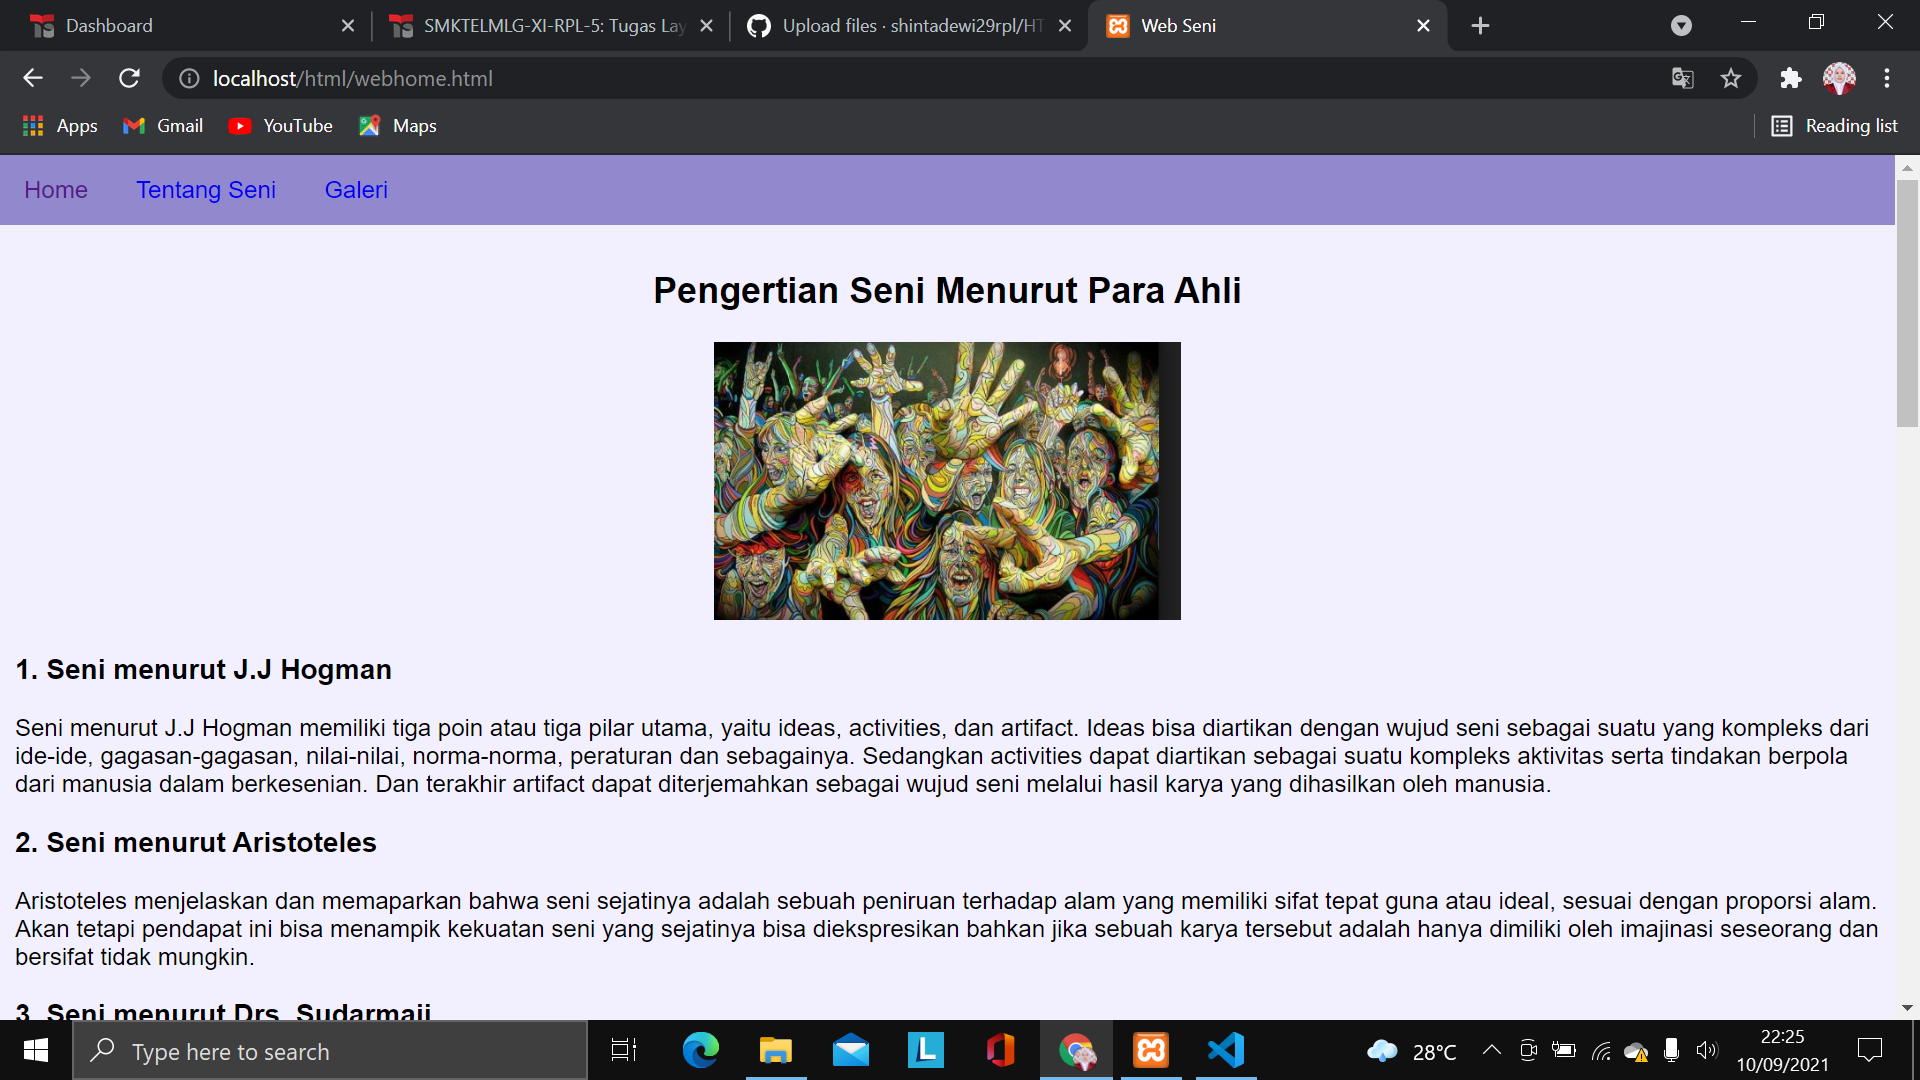 Dashboard
SMKTELMLG-XI-RPL-5: Tugas Lay
Upload files · shintadewi29rpl/HT
Web Seni
localhost/html/webhome.html
Apps
Gmail
YouTube
Maps
Reading list
Home
Tentang Seni
Galeri
Pengertian Seni Menurut Para Ahli
1. Seni menurut J.J Hogman
Seni menurut J.J Hogman memiliki tiga poin atau tiga pilar utama, yaitu ideas, activities, dan artifact. Ideas bisa diartikan dengan wujud seni sebagai suatu yang kompleks dari
ide-ide, gagasan-gagasan, nilai-nilai, norma-norma, peraturan dan sebagainya. Sedangkan activities dapat diartikan sebagai suatu kompleks aktivitas serta tindakan berpola
dari manusia dalam berkesenian. Dan terakhir artifact dapat diterjemahkan sebagai wujud seni melalui hasil karya yang dihasilkan oleh manusia.
2. Seni menurut Aristoteles
Aristoteles menjelaskan dan memaparkan bahwa seni sejatinya adalah sebuah peniruan terhadap alam yang memiliki sifat tepat guna atau ideal, sesuai dengan proporsi alam.
Akan tetapi pendapat ini bisa menampik kekuatan seni yang sejatinya bisa diekspresikan bahkan jika sebuah karya tersebut adalah hanya dimiliki oleh imajinasi seseorang dan
bersifat tidak mungkin.
3. Seni menurut Drs. Sudarmaji
Type here to search
L
28°C
22:25
10/09/2021